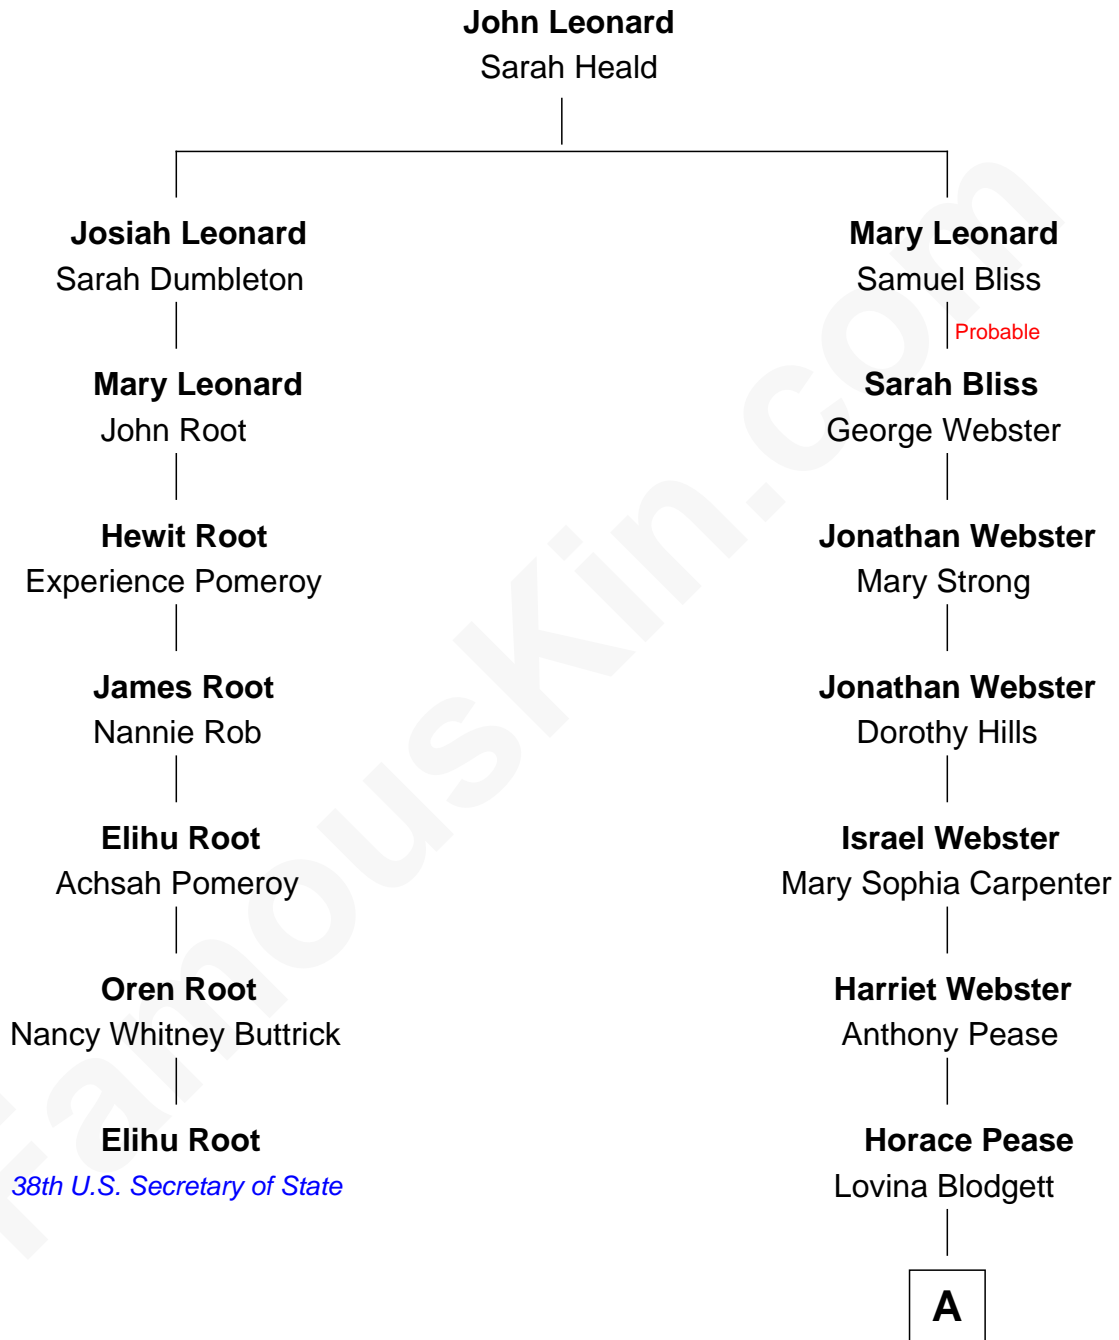 John Leonard
Sarah Heald
Josiah Leonard
Sarah Dumbleton
Mary Leonard
John Root
Hewit Root
Experience Pomeroy
James Root
Nannie Rob
Elihu Root
Achsah Pomeroy
Oren Root
Nancy Whitney Buttrick
Elihu Root
38th U.S. Secretary of State
Mary Leonard
Samuel Bliss
Probable
Sarah Bliss
George Webster
Jonathan Webster
Mary Strong
Jonathan Webster
Dorothy Hills
Israel Webster
Mary Sophia Carpenter
Harriet Webster
Anthony Pease
Horace Pease
Lovina Blodgett
A
FamousKin.com